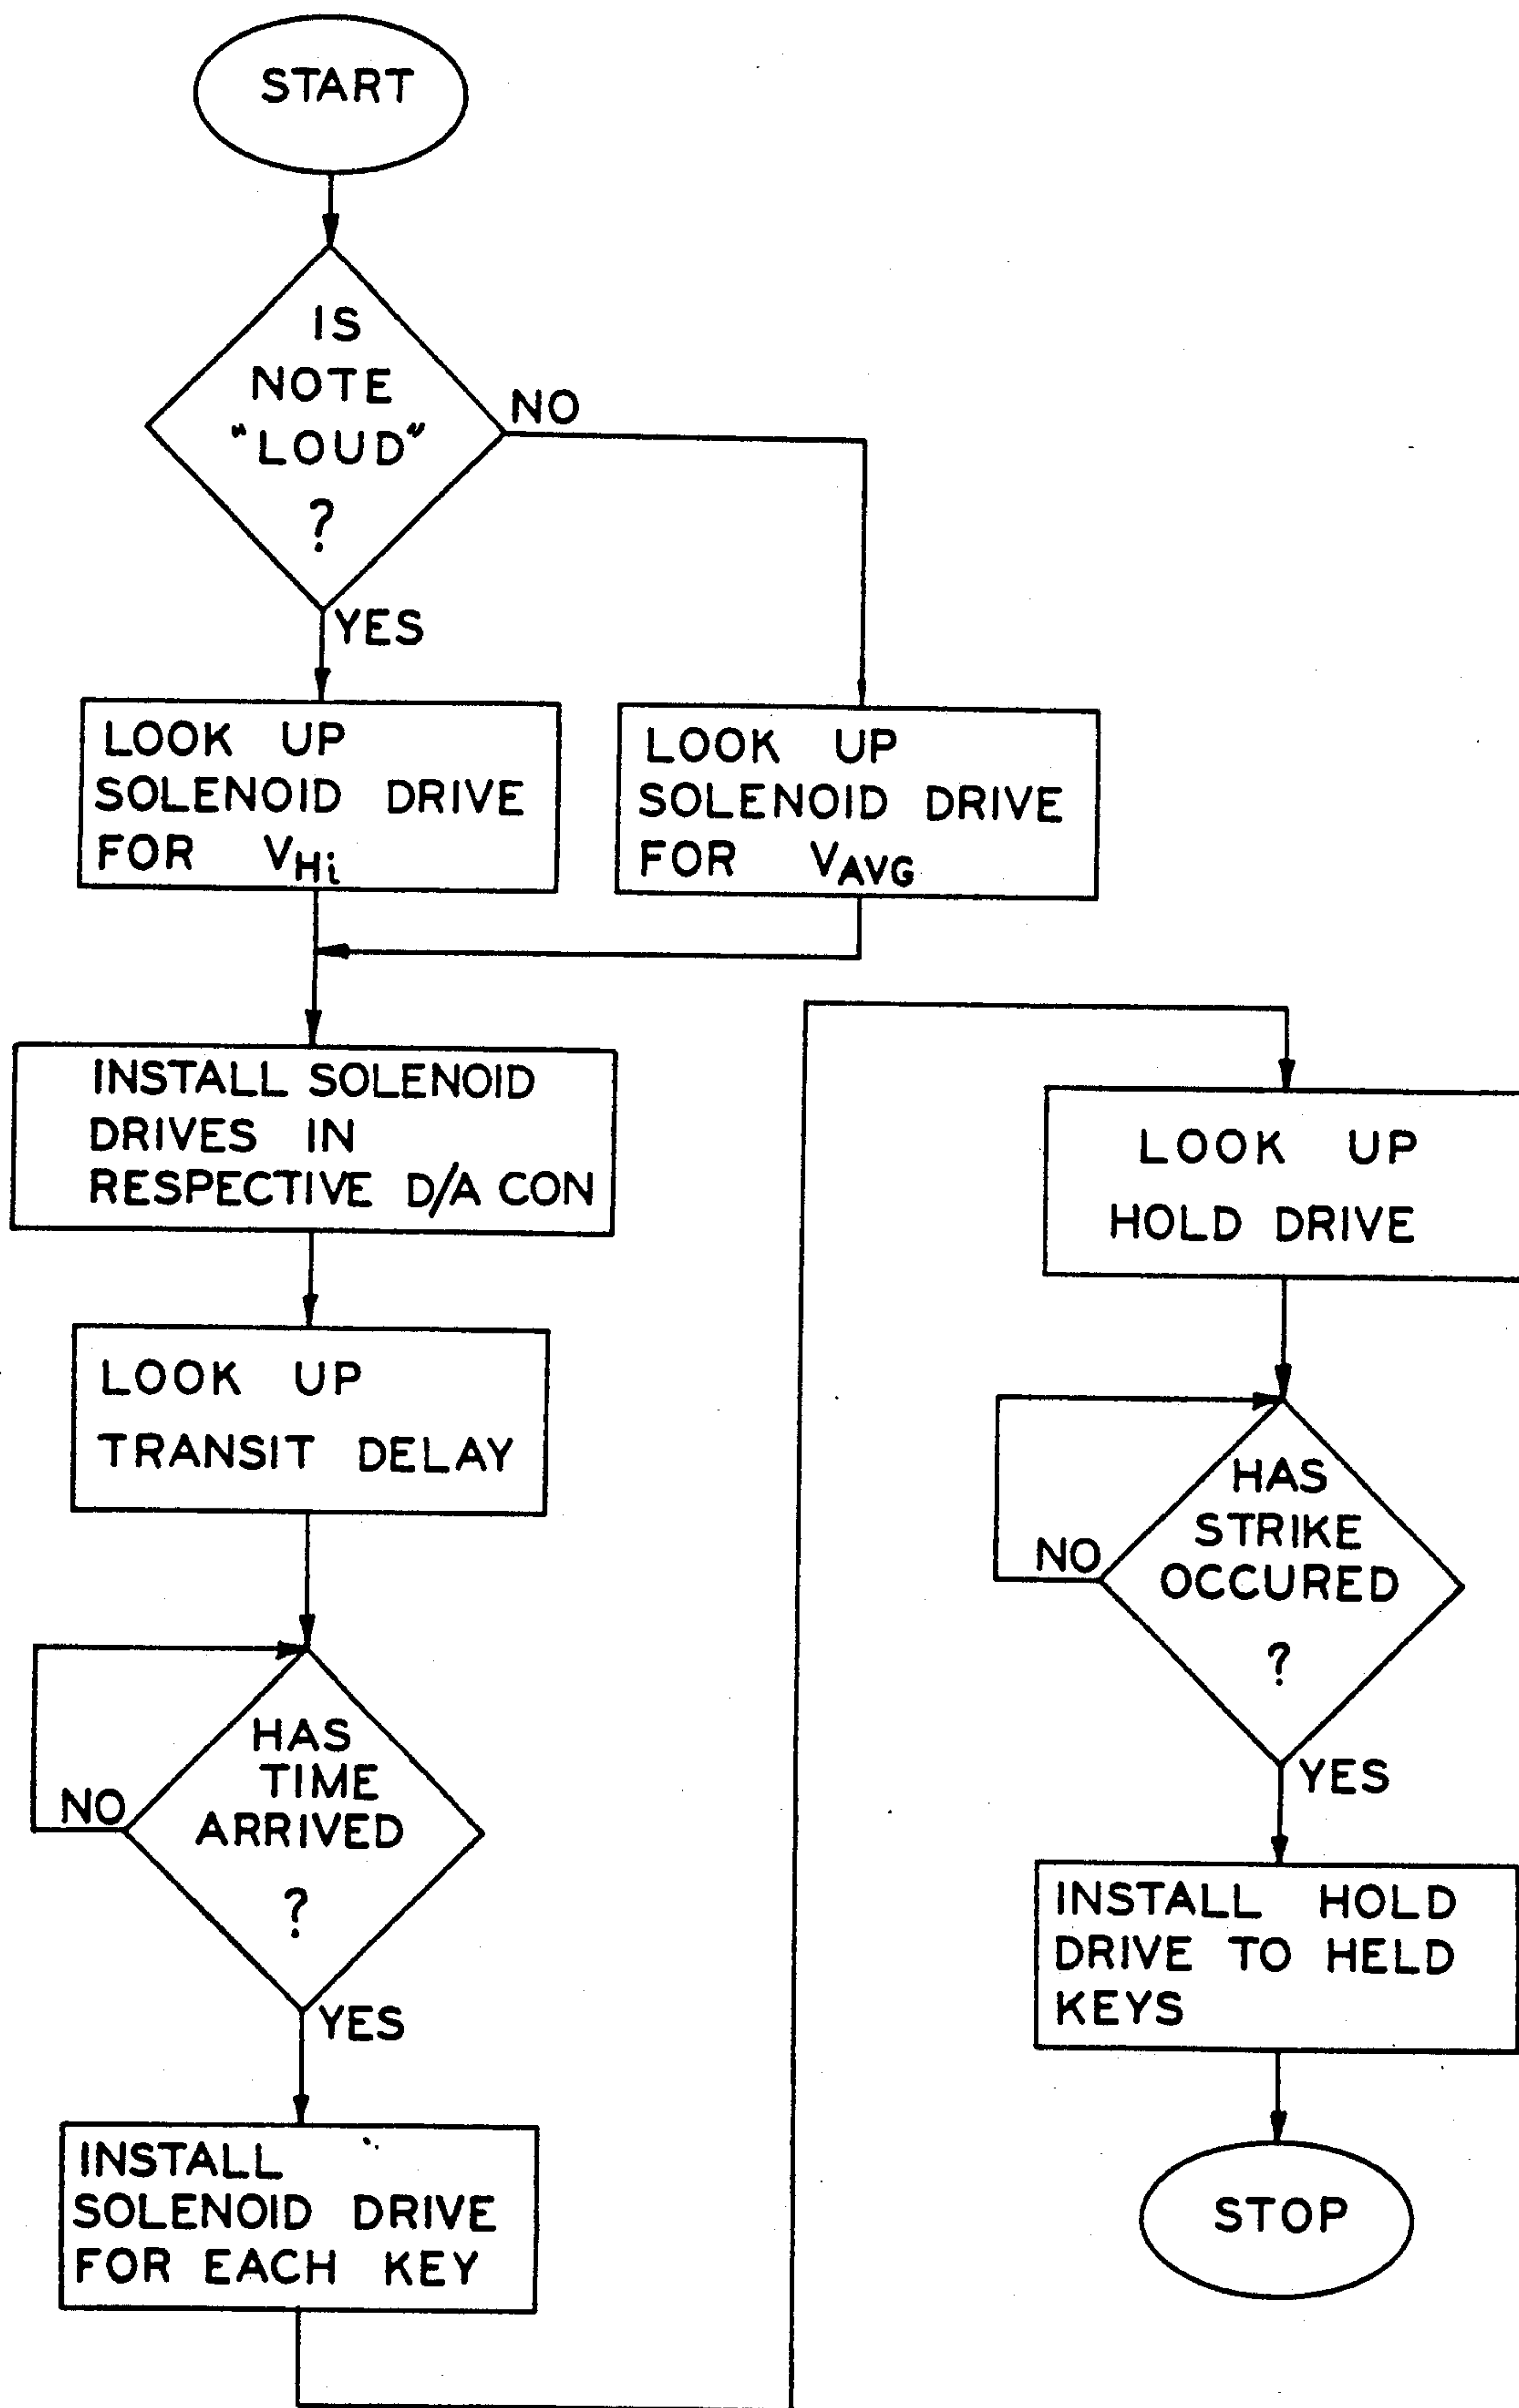 START
IS
NOTE
"LOUD"
?
NO
YES
LOOK UP
SOLENOID DRIVE
FOR VHi
LOOK UP
SOLENOID DRIVE
FOR VAVG
INSTALL SOLENOID
DRIVES IN
RESPECTIVE D/A CON
LOOK UP
TRANSIT DELAY
HAS
TIME
ARRIVED
?
NO
YES
INSTALL
SOLENOID DRIVE
FOR EACH KEY
LOOK UP
HOLD DRIVE
HAS
STRIKE
OCCURED
?
NO
YES
INSTALL HOLD
DRIVE TO HELD
KEYS
STOP